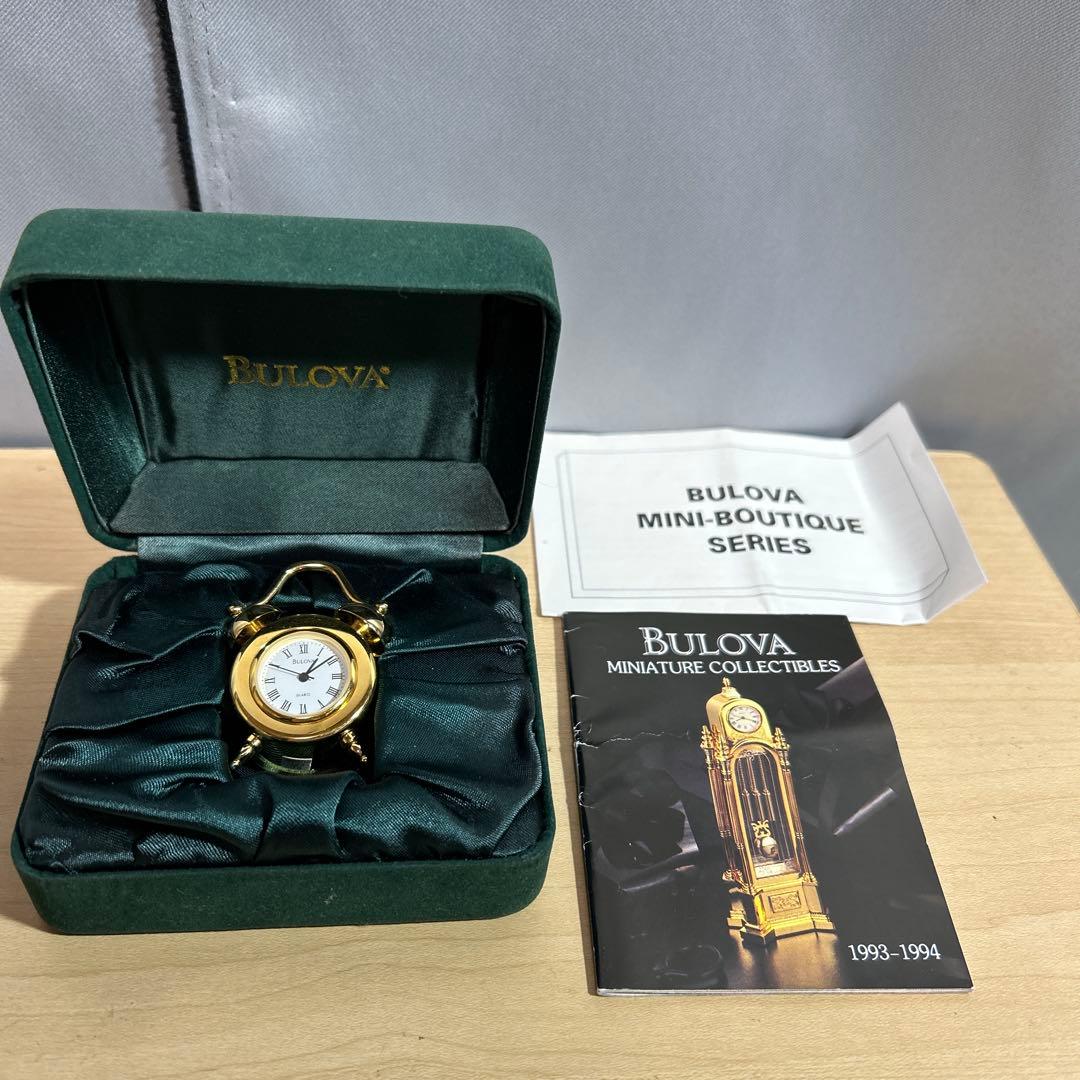 BULOVA®
BULOVA
QUARTZ
BULOVA
MINI-BOUTIQUE
SERIES
BULOVA
MINIATURE COLLECTIBLES
1993-1994